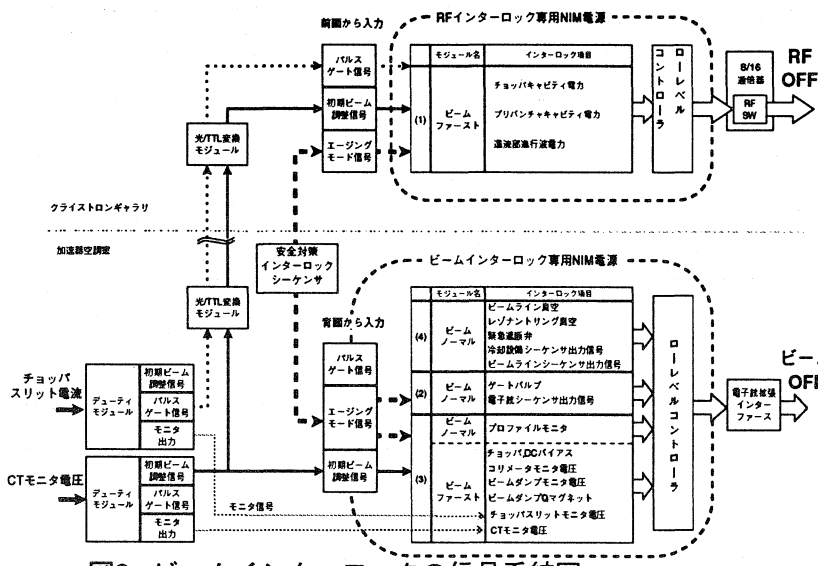 前面から入力
RFインターロック専用NIM電源
パルス
ゲート信号
初期ビーム
調整信号
エージング
モード信号
モジュール名
インターロック項目
(1)
ビーム
ファースト
チョッパキャビティ電力
プリバンチャキャビティ電力
還流部進行波電力
ローレベル
コントローラ
8/16
逓倍器
RF
SW
RF
OFF
光/TTL変換
モジュール
クライストロンギャラリ
加速器空調室
安全対策
インターロック
シーケンサ
光/TTL変換
モジュール
ビームインターロック専用NIM電源
背面から入力
パルス
ゲート信号
エージング
モード信号
初期ビーム
調整信号
モジュール名
インターロック項目
(4)
ビーム
ノーマル
ビームライン真空
レゾナントリング真空
緊急遮断弁
冷却設備シーケンサ出力信号
ビームラインシーケンサ出力信号
(2)
ビーム
ノーマル
ゲートバルブ
電子銃シーケンサ出力信号
ビーム
ノーマル
プロファイルモニタ
(3)
ビーム
ファースト
チョッパ,DCバイアス
コリメータモニタ電圧
ビームダンプモニタ電圧
ビームダンプQマグネット
チョッパスリットモニタ電圧
CTモニタ電圧
ローレベルコントローラ
電子銃拡張
インター
ファース
ビー
OF
チョッパ
スリット電流
デューティ
モジュール
初期ビーム
調整信号
パルス
ゲート信号
モニタ
出力
CTモニタ電圧
デューティ
モジュール
初期ビーム
調整信号
パルス
ゲート信号
モニタ
出力
モニタ信号